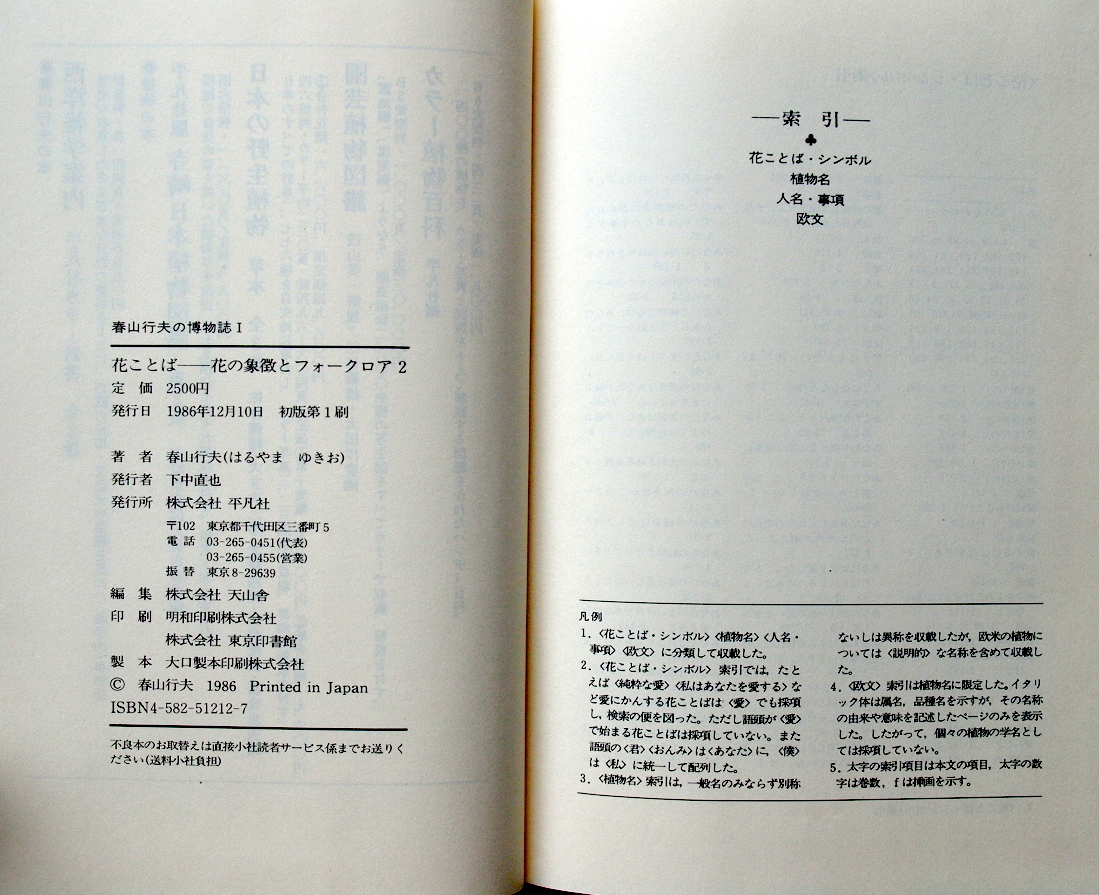 春山行夫の博物誌Ⅰ
花ことば——花の象徴とフォークロア2
定 価 2500円
発行日 1986年12月10日 初版第1刷
著 者 春山行夫(はるやま ゆきお)
発行者 下中直也
発行所 株式会社 平凡社
〒102 東京都千代田区三番町5
電 話 03-265-0451(代表)
03-265-0455(営業)
振 替 東京8-29639
編 集 株式会社 天山舎
印 刷 明和印刷株式会社
株式会社 東京印書館
製 本 大口製本印刷株式会社
© 春山行夫 1986 Printed in Japan
ISBN4-582-51212-7
不良本のお取替えは直接小社読者サービス係までお送りく
ださい(送料小社負担)
—索 引—
♣
花ことば・シンボル
植物名
人名・事項
欧文
凡例
1.〈花ことば・シンボル〉〈植物名〉〈人名・
事項〉〈欧文〉に分類して収載した。
2.〈花ことば・シンボル〉索引では,たと
えば〈純粋な愛〉〈私はあなたを愛する〉な
ど愛にかんする花ことばは〈愛〉でも採項
し,検索の便を図った。ただし語頭が〈愛〉
で始まる花ことばは採項していない。また
語頭の〈君〉〈おんみ〉は〈あなた〉に,〈僕〉
は〈私〉に統一して配列した。
3.〈植物名〉索引は,一般名のみならず別称
ないしは異称を収載したが,欧米の植物に
ついては〈説明的〉な名称を含めて収載し
た。
4.〈欧文〉索引は植物名に限定した。イタリ
ック体は属名,品種名を示すが,その名称
の由来や意味を記述したページのみを表示
した。したがって,個々の植物の学名とし
ては採項していない。
5.太字の索引項目は本文の項目,太字の数
字は巻数,fは挿画を示す。